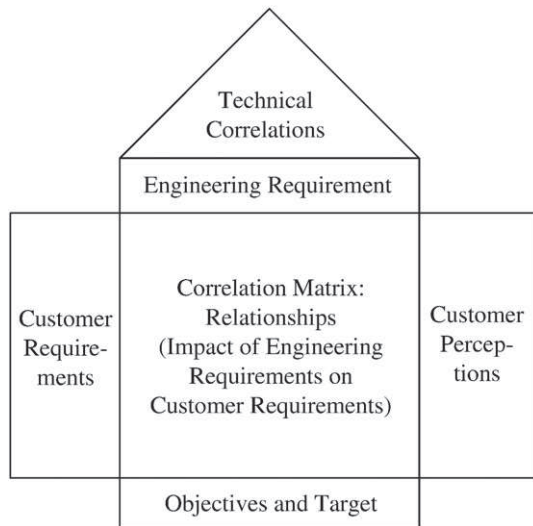 Technical
Correlations
Engineering Requirement
Customer
Require-
ments
Correlation Matrix:
Relationships
(Impact of Engineering
Requirements on
Customer Requirements)
Customer
Percep-
tions
Objectives and Target